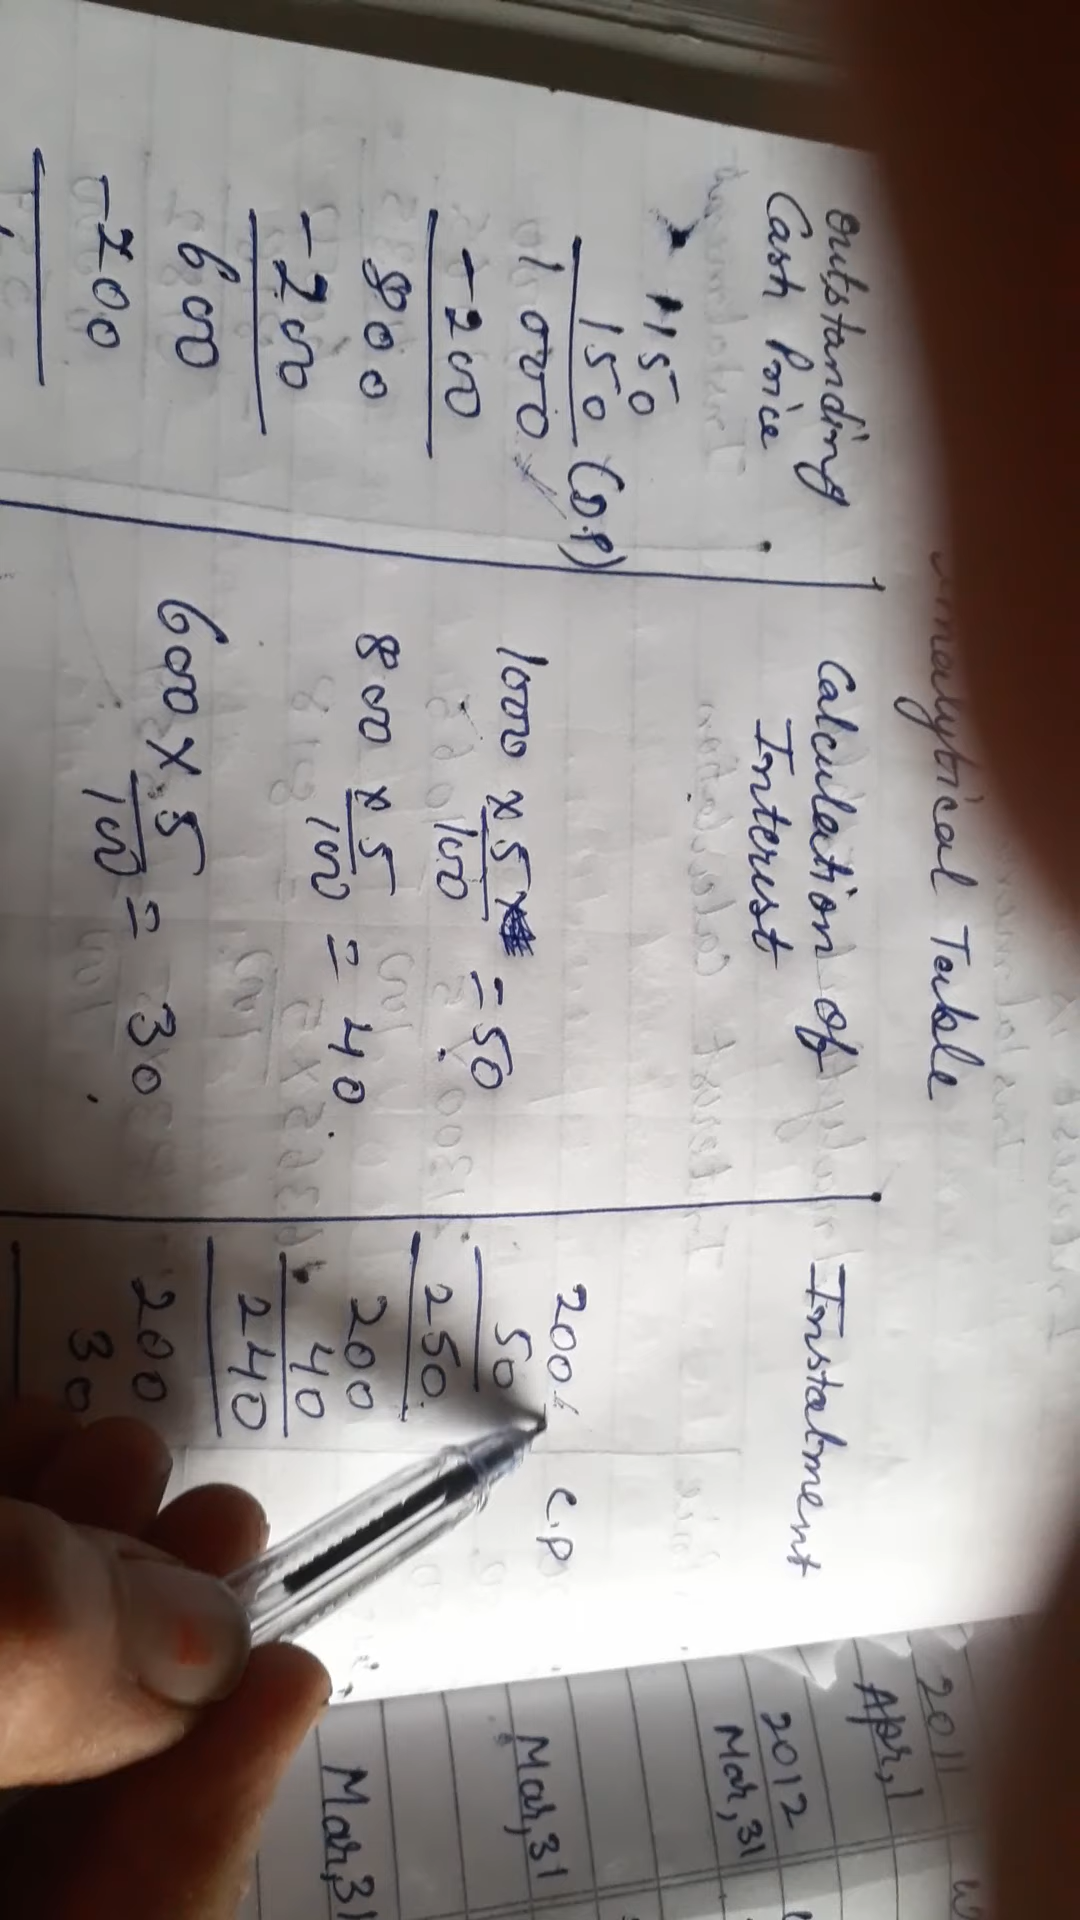 Analytical Table
Outstanding
Cash Price
1150
150 (D.P)
1000
-200
800
-200
600
-200
Calculation of
Interest
1000 × 5
100
= 50
800 × 5
100
= 40
600 × 5
100
= 30
Instalment
200 C.P
50
250
200
40
240
200
30
2011
Apr, 1
2012
Mar, 31
Mar, 31
Mar, 31